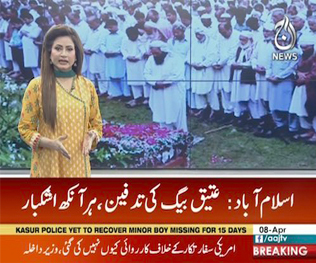 آج
NEWS
اسلام آباد: عتیق بیگ کی تدفین، ہر آنکھ اشکبار
KASUR POLICE YET TO RECOVER MINOR BOY MISSING FOR 15 DAYS
08-Apr
/aajtv
امریکی سفارتکار کے خلاف کارروائی کیوں نہیں کی گئی، وزیر داخلہ
BREAKING